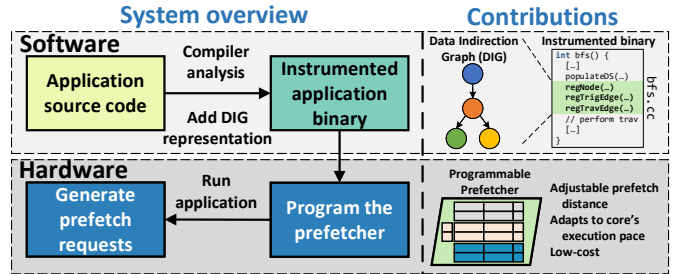 System overview
Contributions
Software
Application
source code
Compiler
analysis
Add DIG
representation
Instrumented
application
binary
Data Indirection
Graph (DIG)
Instrumented binary
int bfs() {
[…]
populateDS(…)
regNode(…)
regTrigEdge(…)
regTravEdge(…)
// perform trav
[…]
}
bfs.cc
Hardware
Generate
prefetch
requests
Run
application
Program the
prefetcher
Programmable
Prefetcher
Adjustable prefetch
distance
Adapts to core's
execution pace
Low-cost